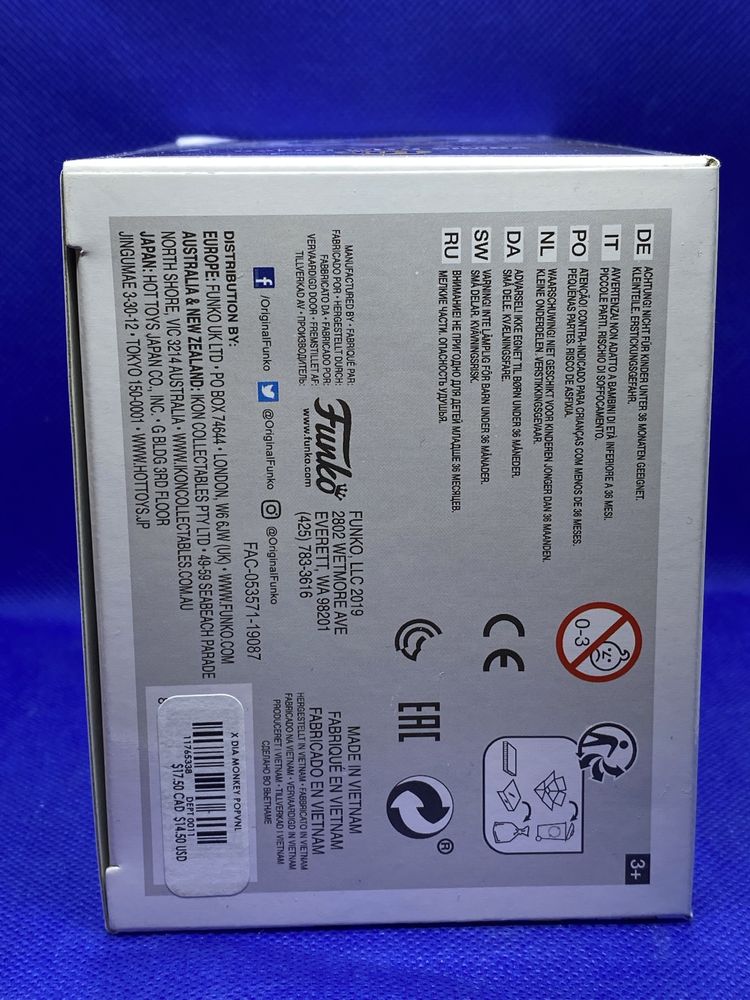 DE ACHTUNG! NICHT FÜR KINDER UNTER 36 MONATEN GEEIGNET.
KLEINTEILE. ERSTICKUNGSGEFAHR.
IT AVVERTENZA! NON ADATTO A BAMBINI DI ETÀ INFERIORE A 36 MESI.
PICCOLE PARTI. RISCHIO DI SOFFOCAMENTO.
PO ATENÇÃO! CONTRA-INDICADO PARA CRIANÇAS COM MENOS DE 36 MESES.
PEQUENAS PARTES. RISCO DE ASFIXIA.
NL WAARSCHUWING! NIET GESCHIKT VOOR KINDEREN JONGER DAN 36 MAANDEN.
KLEINE ONDERDELEN. VERSTIKKINGSGEVAAR.
DA ADVARSEL! IKKE EGNET TIL BØRN UNDER 36 MÅNEDER.
SMÅ DELE. KVÆLNINGSFARE.
SW VARNING! INTE LÄMPLIG FÖR BARN UNDER 36 MÅNADER.
SMÅ DELAR. KVÄVNINGSRISK.
RU ВНИМАНИЕ! НЕ ПРИГОДНО ДЛЯ ДЕТЕЙ МЛАДШЕ 36 МЕСЯЦЕВ.
МЕЛКИЕ ЧАСТИ. ОПАСНОСТЬ УДУШЬЯ.
0-3
CE
EAC
3+
MANUFACTURED BY • FABRIQUÉ PAR:
FABRICADO POR • HERGESTELLT DURCH:
FABBRICATO DA • FABRICADO POR:
VERVAARDIGD DOOR • FREMSTILLET AF:
TILLVERKAD AV • ПРОИЗВОДИТЕЛЬ:
Funko
www.funko.com
FUNKO, LLC 2019
2802 WETMORE AVE
EVERETT, WA 98201
(425) 783-3616
MADE IN VIETNAM
FABRIQUÉ EN VIETNAM
FABRICADO EN VIETNAM
HERGESTELLT IN VIETNAM • FABBRICATO IN VIETNAM
FABRICADO NA VIETNAM • VERVAARDIGD IN VIETNAM
PRODUCERET I VIETNAM • TILLVERKAD I VIETNAM
СДЕЛАНО ВО ВЬЕТНАМЕ
f /OriginalFunko @OriginalFunko @OriginalFunko
FAC-053571-19087
DISTRIBUTION BY:
EUROPE: FUNKO UK LTD • PO BOX 74844 • LONDON, W6 6JW (UK) • WWW.FUNKO.COM
AUSTRALIA & NEW ZEALAND: IKON COLLECTABLES PTY LTD • 49-59 SEABEACH PARADE
NORTH SHORE, VIC 3214 AUSTRALIA • WWW.IKONCOLLECTABLES.COM.AU
JAPAN: HOT TOYS JAPAN CO., INC. • G BLDG 3RD FLOOR
JINGUMAE 3-30-12 • TOKYO 150-0001 • WWW.HOTTOYS.JP
X DIA MONKEY POPVNL
11765338 DEPT 0011
$17.50 CAD $14.50 USD